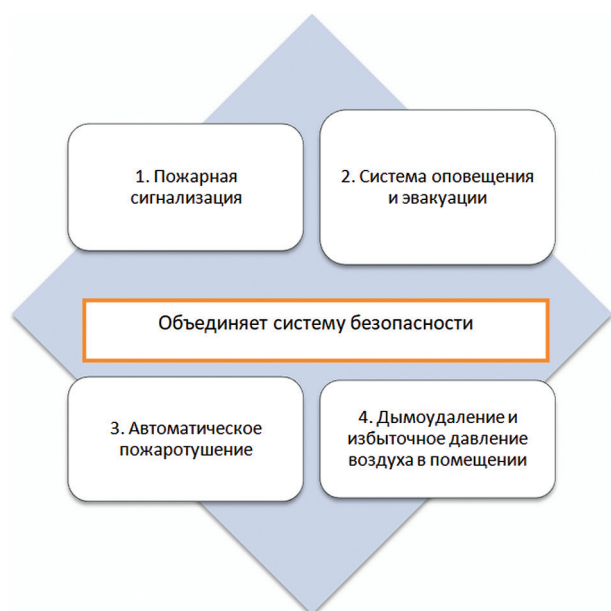 1. Пожарная
сигнализация
2. Система оповещения
и эвакуации
Объединяет систему безопасности
3. Автоматическое
пожаротушение
4. Дымоудаление и
избыточное давление
воздуха в помещении